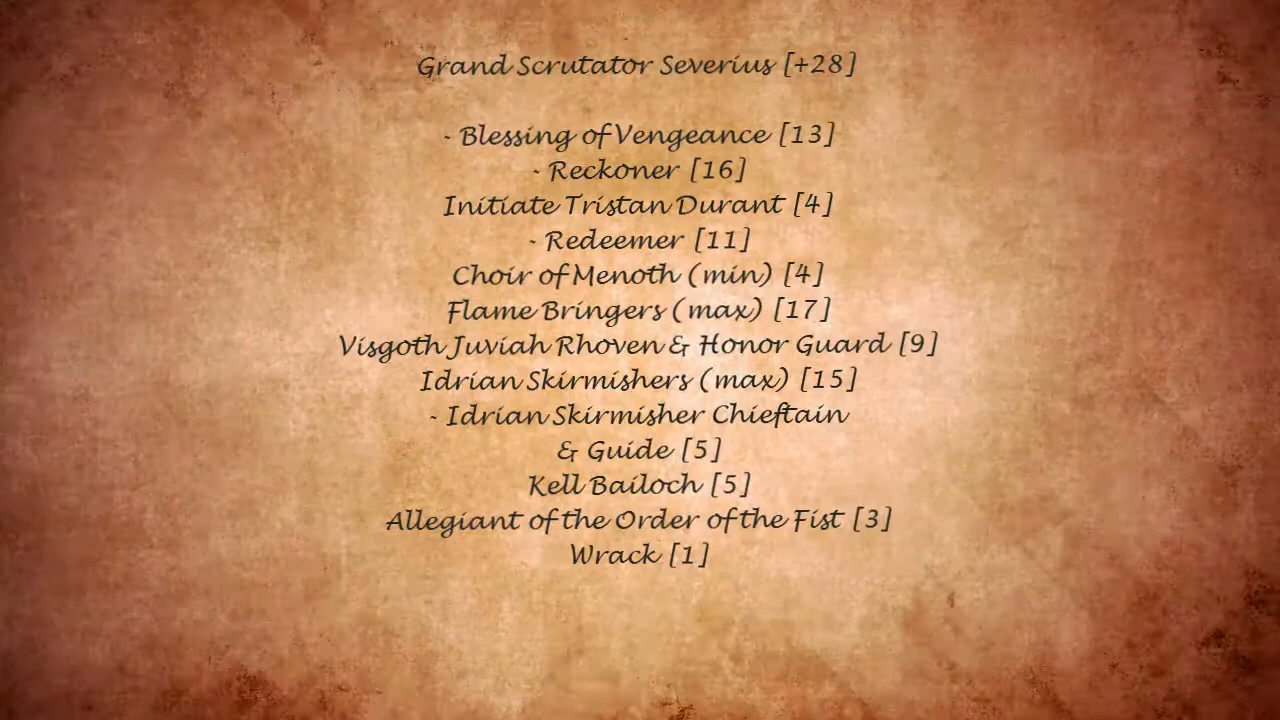 Grand Scrutator Severius [+28]
- Blessing of Vengeance [13]
- Reckoner [16]
Initiate Tristan Durant [4]
- Redeemer [11]
Choir of Menoth (min) [4]
Flame Bringers (max) [17]
Visgoth Juviah Rhoven & Honor Guard [9]
Idrian Skirmishers (max) [15]
- Idrian Skirmisher Chieftain
& Guide [5]
Kell Bailoch [5]
Allegiant of the Order of the Fist [3]
Wrack [1]